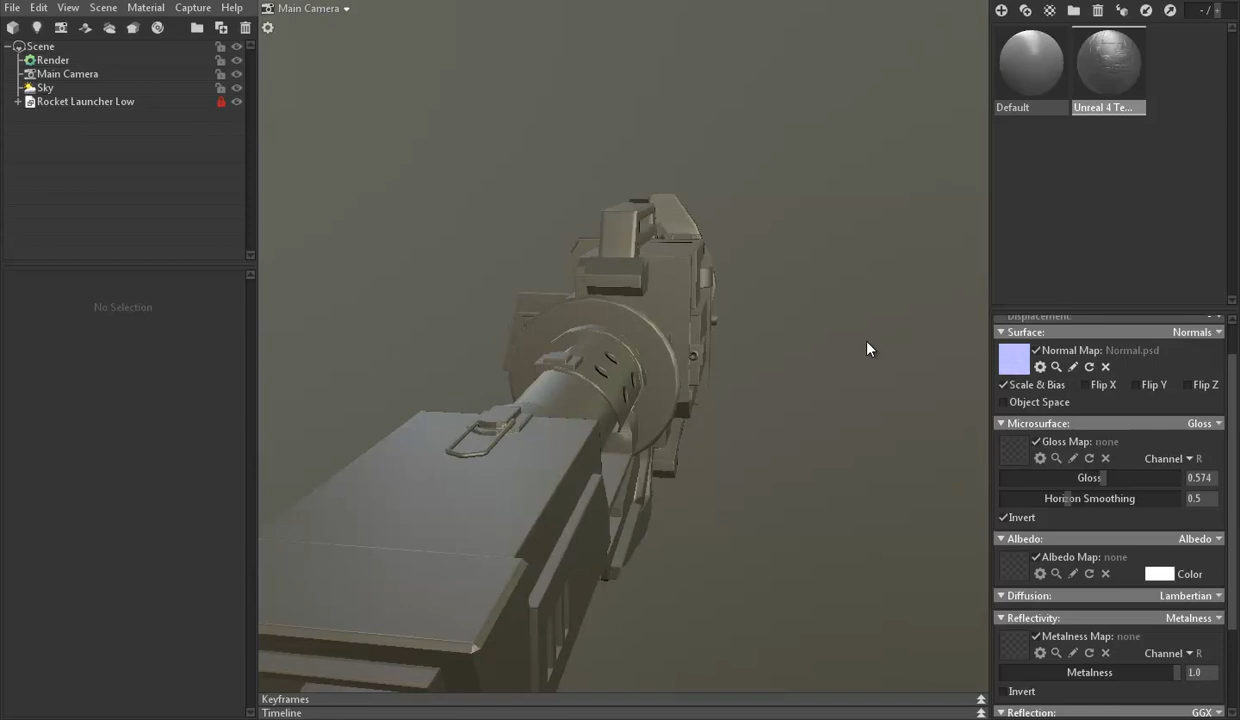 File Edit View Scene Material Capture Help
Main Camera
- / +
Scene
Render
Main Camera
Sky
Rocket Launcher Low
No Selection
Default
Unreal 4 Te...
Displacement:
Surface: Normals
Normal Map: Normal.psd
Scale & Bias Flip X Flip Y Flip Z
Object Space
Microsurface: Gloss
Gloss Map: none
Channel R
Gloss 0.574
Horizon Smoothing 0.5
Invert
Albedo: Albedo
Albedo Map: none
Color
Diffusion: Lambertian
Reflectivity: Metalness
Metalness Map: none
Channel R
Metalness 1.0
Invert
Reflection: GGX
Keyframes
Timeline